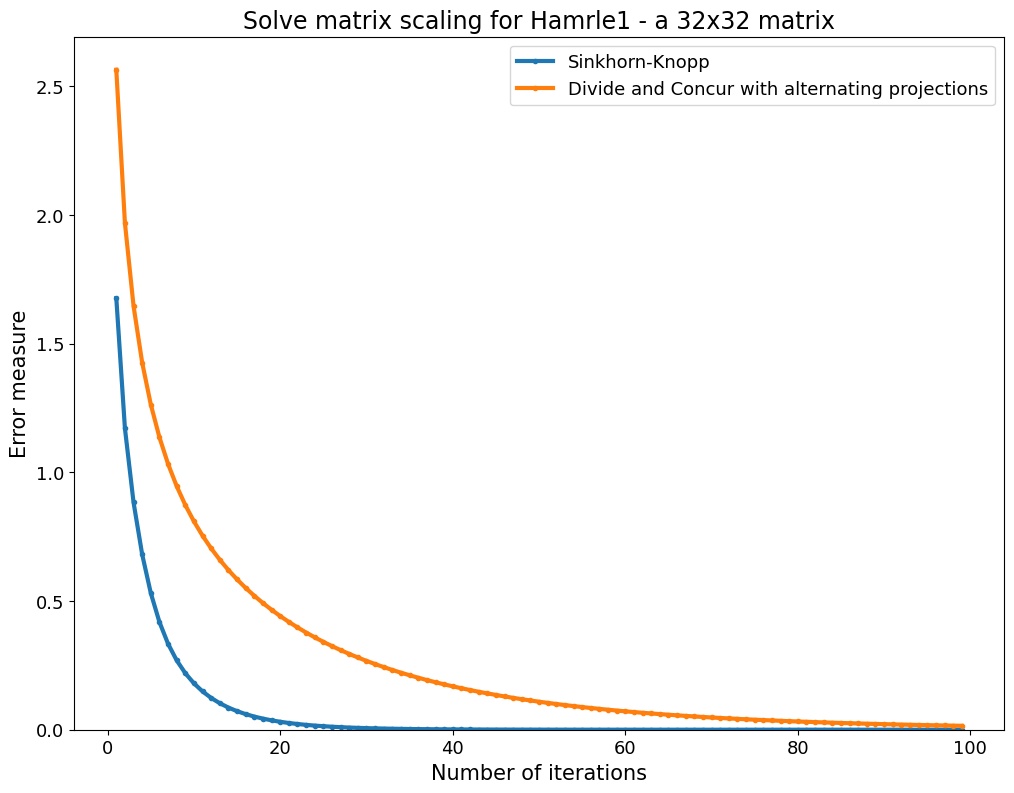 Solve matrix scaling for Hamrle1 - a 32x32 matrix
Sinkhorn-Knopp
Divide and Concur with alternating projections
Error measure
2.5
2.0
1.5
1.0
0.5
0.0
0 20 40 60 80 100
Number of iterations